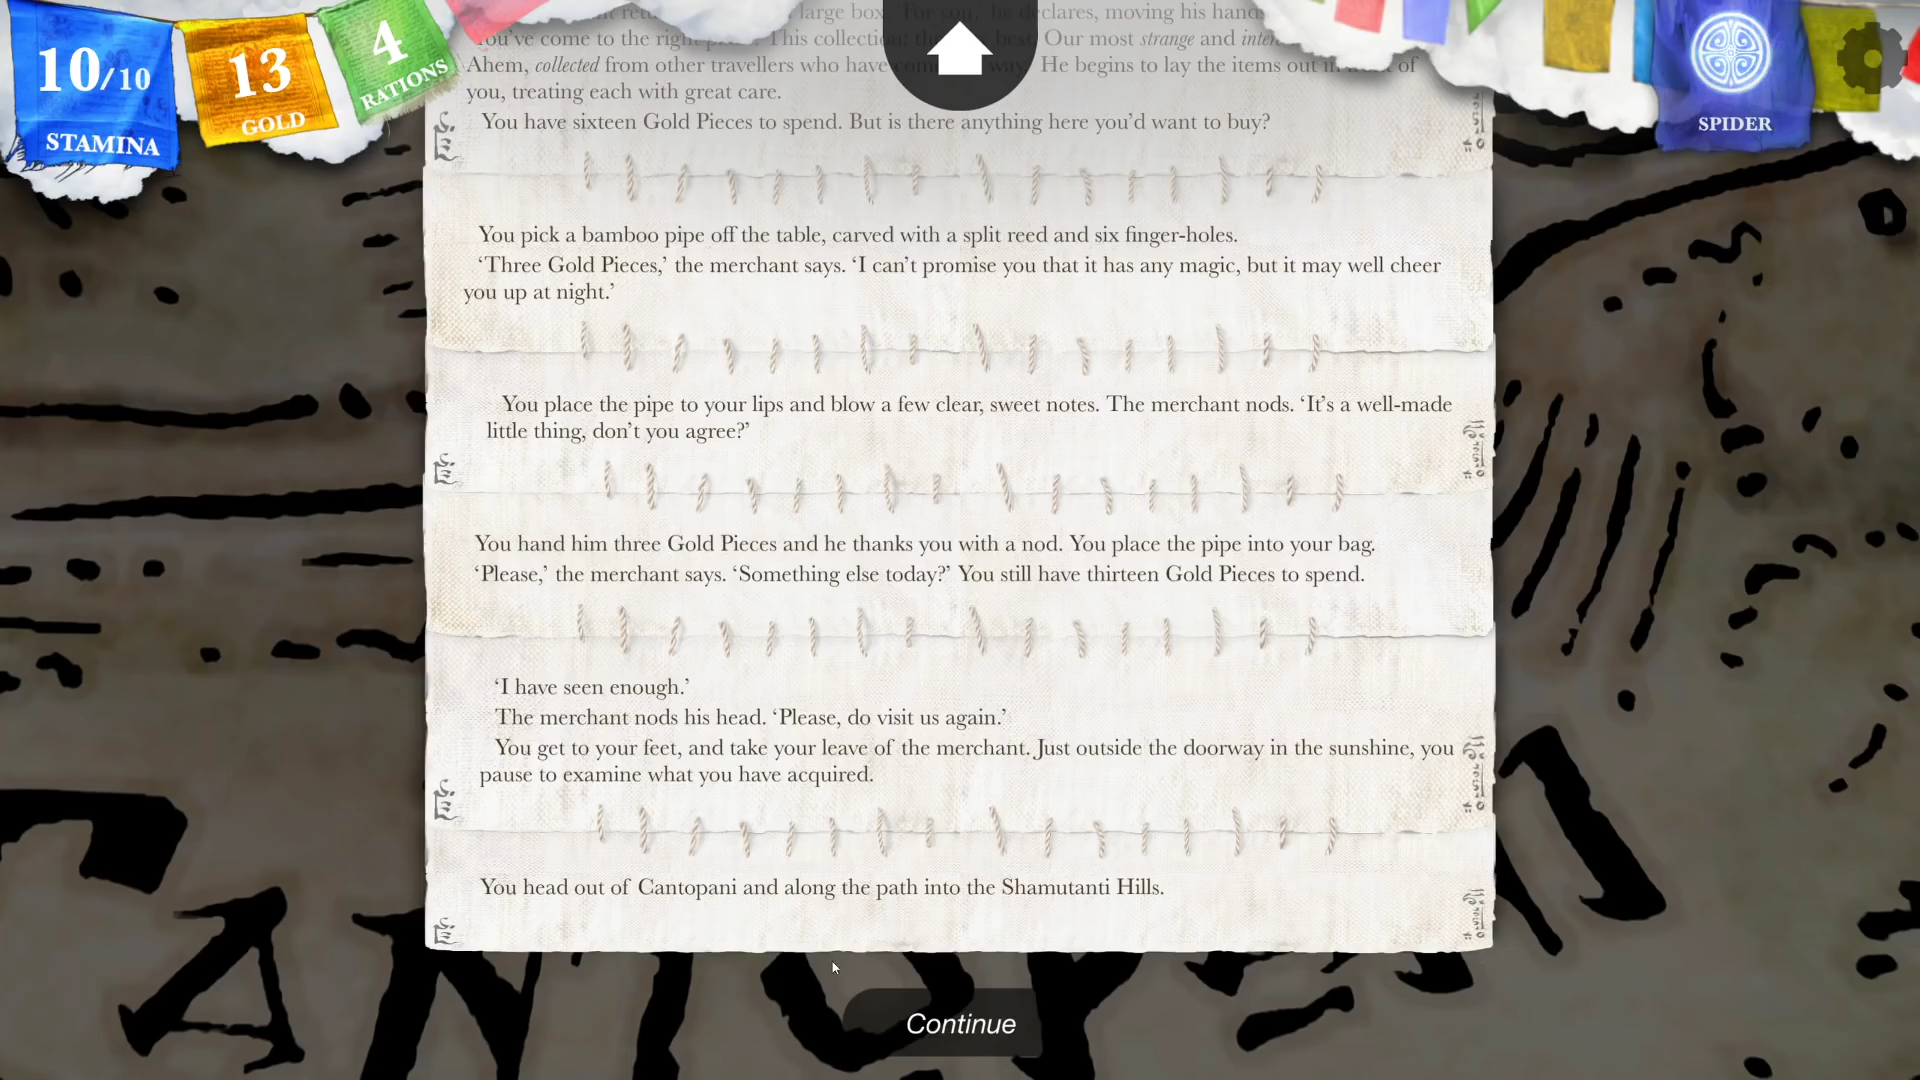 10/10
STAMINA
13
GOLD
4
RATIONS
SPIDER
large box. 'For you,' he declares, moving his hand
You've come to the right This collection: the best. Our most strange and
Ahem, collected from other travellers who have come way.' He begins to lay the items out in of
you, treating each with great care.
You have sixteen Gold Pieces to spend. But is there anything here you'd want to buy?
You pick a bamboo pipe off the table, carved with a split reed and six finger-holes.
'Three Gold Pieces,' the merchant says. 'I can't promise you that it has any magic, but it may well cheer
you up at night.'
You place the pipe to your lips and blow a few clear, sweet notes. The merchant nods. 'It's a well-made
little thing, don't you agree?'
You hand him three Gold Pieces and he thanks you with a nod. You place the pipe into your bag.
'Please,' the merchant says. 'Something else today?' You still have thirteen Gold Pieces to spend.
'I have seen enough.'
The merchant nods his head. 'Please, do visit us again.'
You get to your feet, and take your leave of the merchant. Just outside the doorway in the sunshine, you
pause to examine what you have acquired.
You head out of Cantopani and along the path into the Shamutanti Hills.
Continue